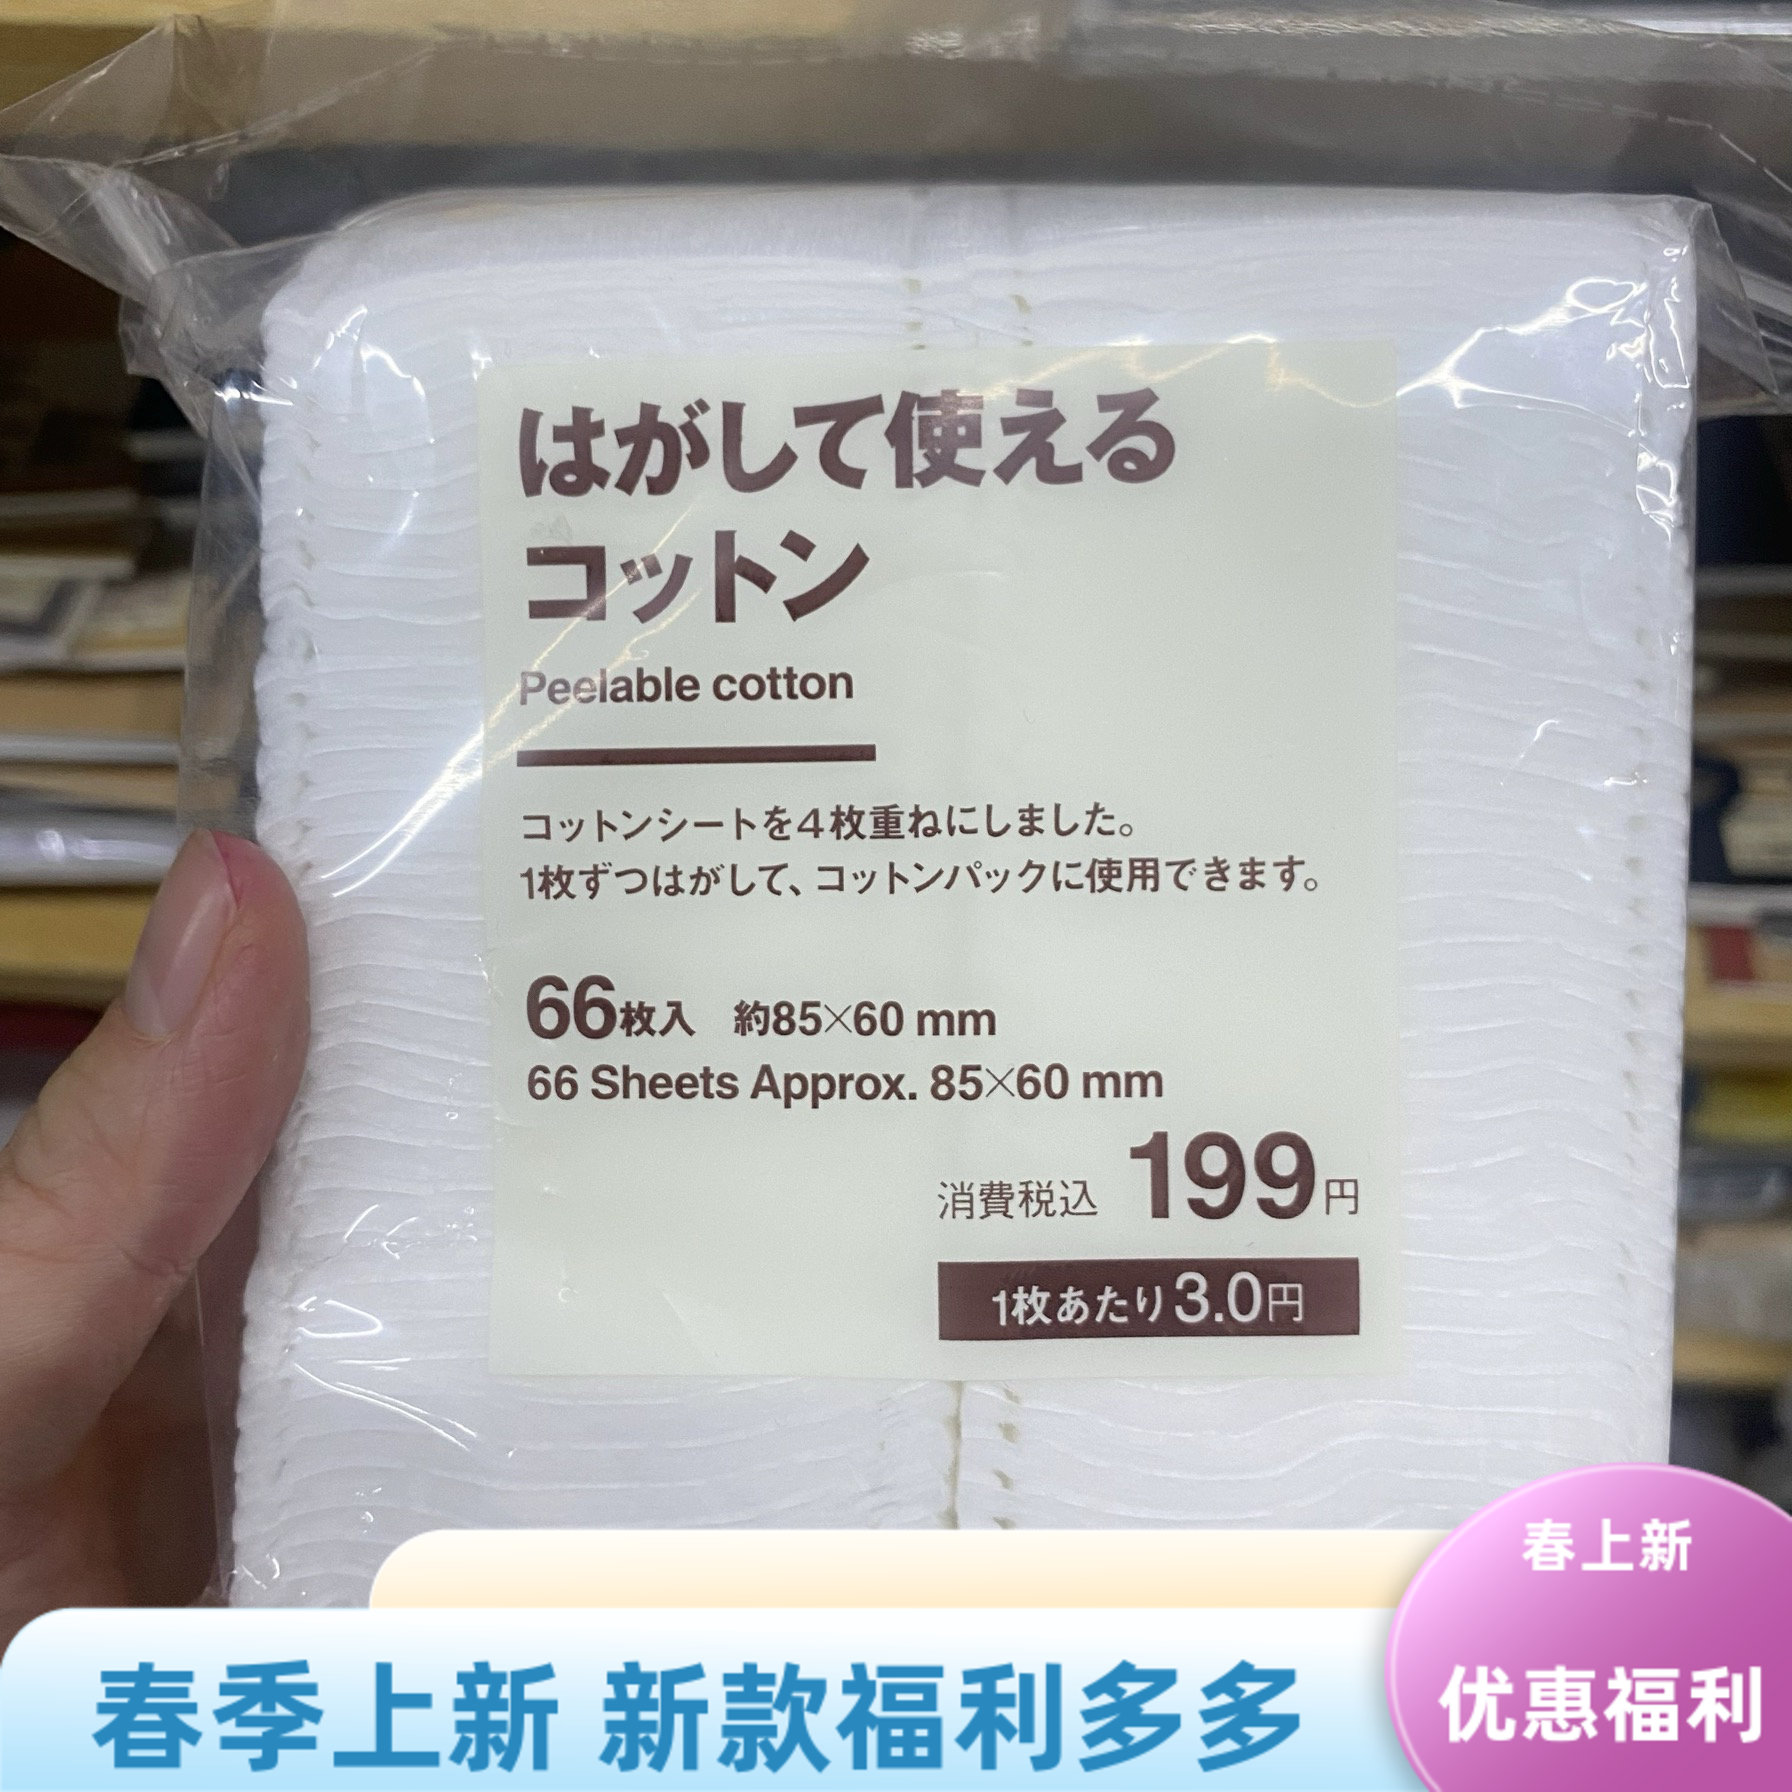 はがして使える
コットン
Peelable cotton
コットンシートを4枚重ねにしました。
1枚ずつはがして、コットンパックに使用できます。
66枚入 約85×60 mm
66 Sheets Approx. 85×60 mm
消費税込 199円
1枚あたり3.0円
春上新
优惠福利
春季上新 新款福利多多